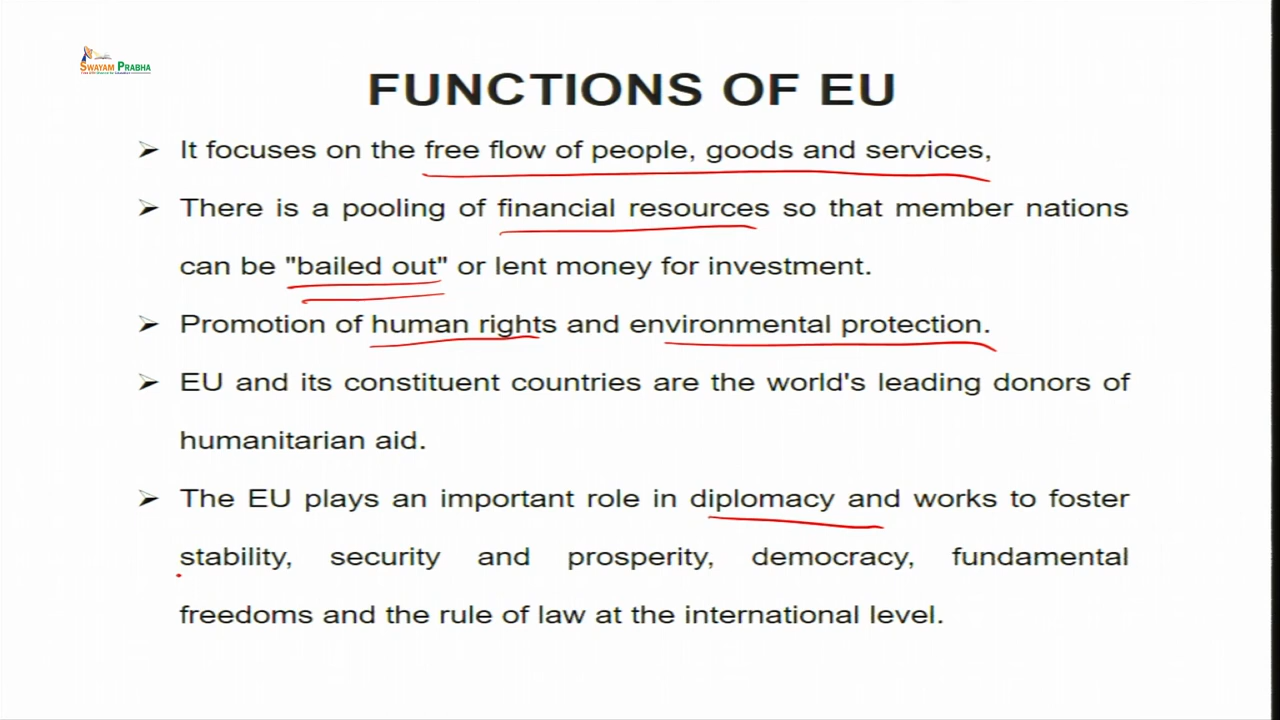 SWAYAM PRABHA
FUNCTIONS OF EU
➢ It focuses on the free flow of people, goods and services,
➢ There is a pooling of financial resources so that member nations
can be "bailed out" or lent money for investment.
➢ Promotion of human rights and environmental protection.
➢ EU and its constituent countries are the world's leading donors of
humanitarian aid.
➢ The EU plays an important role in diplomacy and works to foster
stability, security and prosperity, democracy, fundamental
freedoms and the rule of law at the international level.